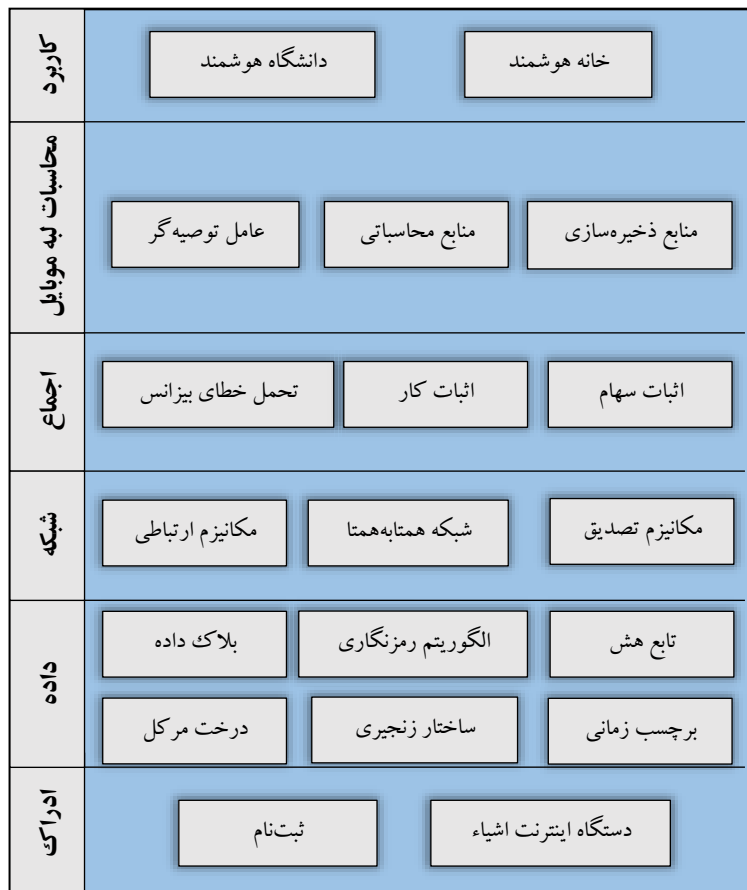 کاربرد
خانه هوشمند
دانشگاه هوشمند
محاسبات لبه موبایل
منابع ذخیره‌سازی
منابع محاسباتی
عامل توصیه‌گر
اجماع
اثبات سهام
اثبات کار
تحمل خطای بیزانس
شبکه
مکانیزم تصدیق
شبکه همتابه‌همتا
مکانیزم ارتباطی
داده
تابع هش
الگوریتم رمزنگاری
بلاک داده
برچسب زمانی
ساختار زنجیری
درخت مرکل
ادراک
دستگاه اینترنت اشیاء
ثبت‌نام